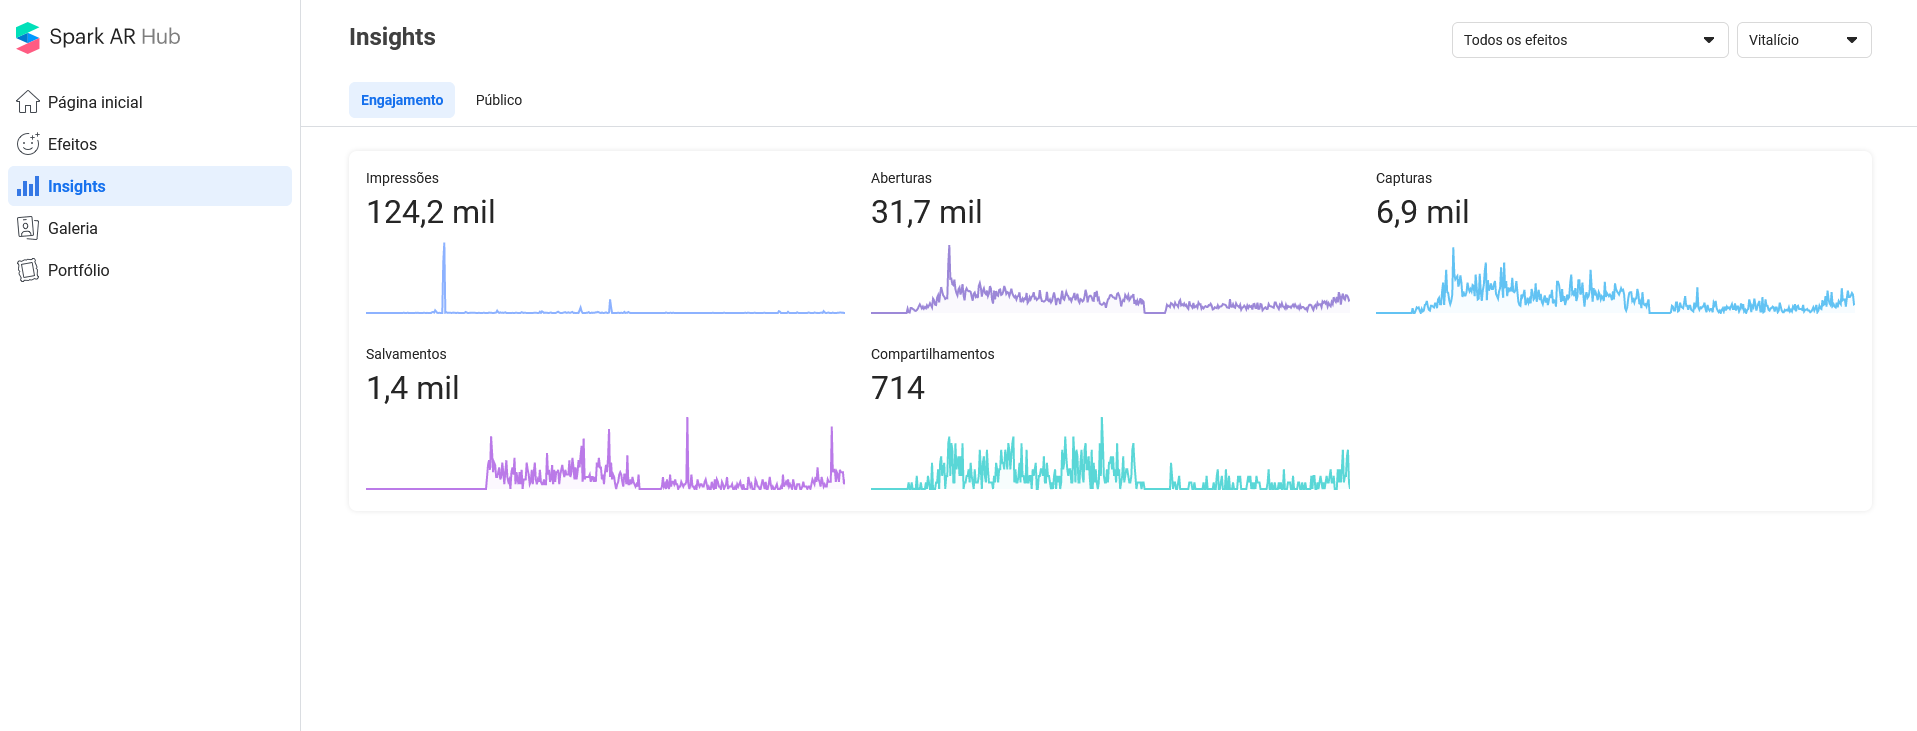 Spark AR Hub
Página inicial
Efeitos
Insights
Galeria
Portfólio
Insights
Todos os efeitos
Vitalício
Engajamento
Público
Impressões
124,2 mil
Aberturas
31,7 mil
Capturas
6,9 mil
Salvamentos
1,4 mil
Compartilhamentos
714